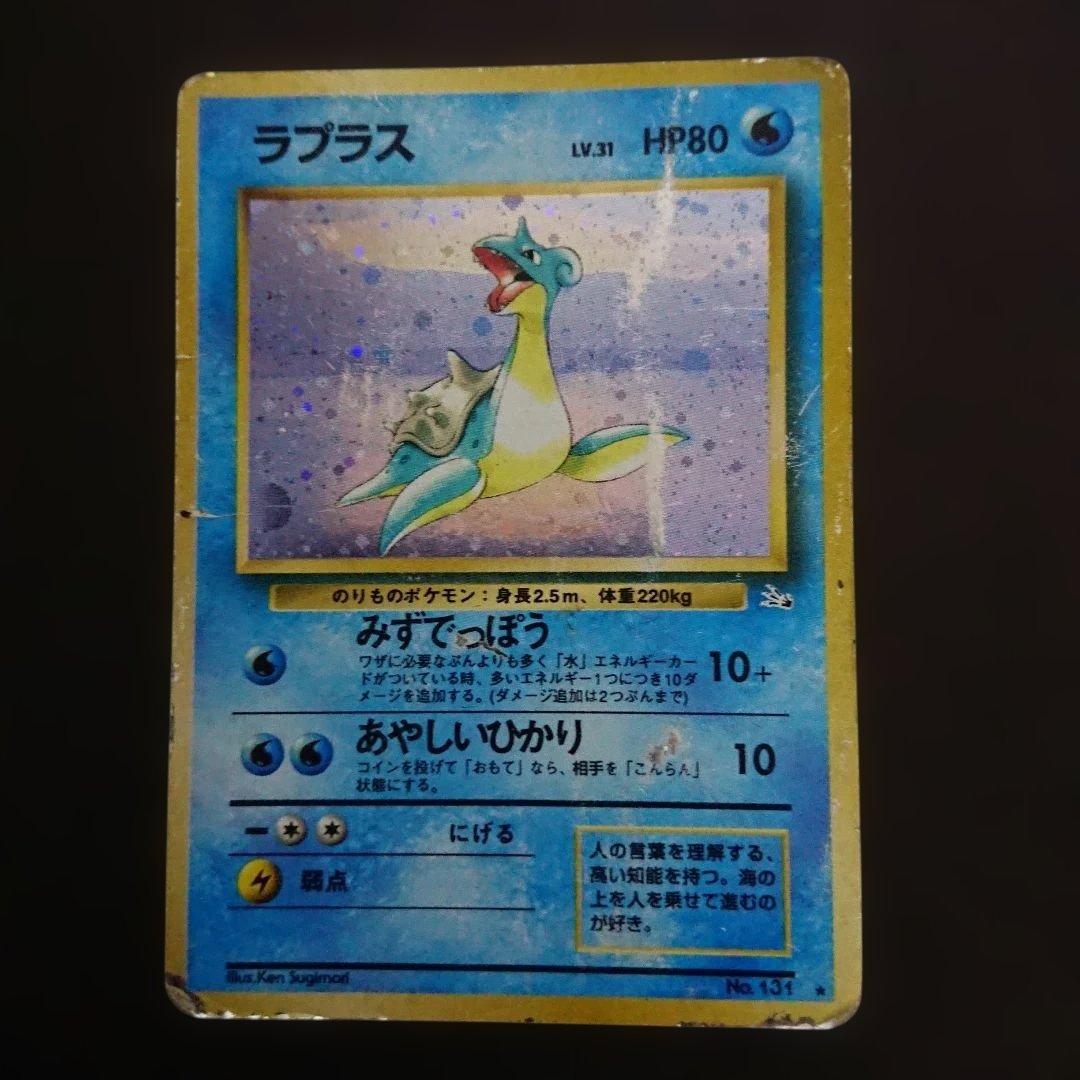 ラプラス LV.31 HP80
のりものポケモン：身長2.5m、体重220kg
みずでっぽう
ワザに必要なぶんよりも多く「水」エネルギーカー
ドがついている時、多いエネルギー1つにつき10ダ
メージを追加する。(ダメージ追加は2つぶんまで)
10+
あやしいひかり
コインを投げて「おもて」なら、相手を「こんらん」
状態にする。
10
にげる
弱点
人の言葉を理解する、
高い知能を持つ。海の
上を人を乗せて進むの
が好き。
Illus.Ken Sugimori
No. 131 ★